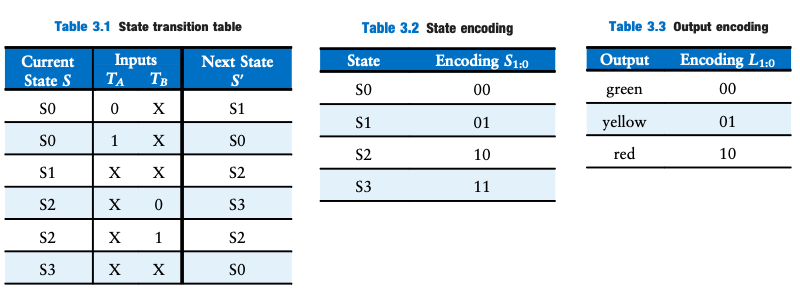 Table 3.1 State transition table
Current State S Inputs TA TB Next State S′
S0 0 X S1
S0 1 X S0
S1 X X S2
S2 X 0 S3
S2 X 1 S2
S3 X X S0
Table 3.2 State encoding
State Encoding S1:0
S0 00
S1 01
S2 10
S3 11
Table 3.3 Output encoding
Output Encoding L1:0
green 00
yellow 01
red 10